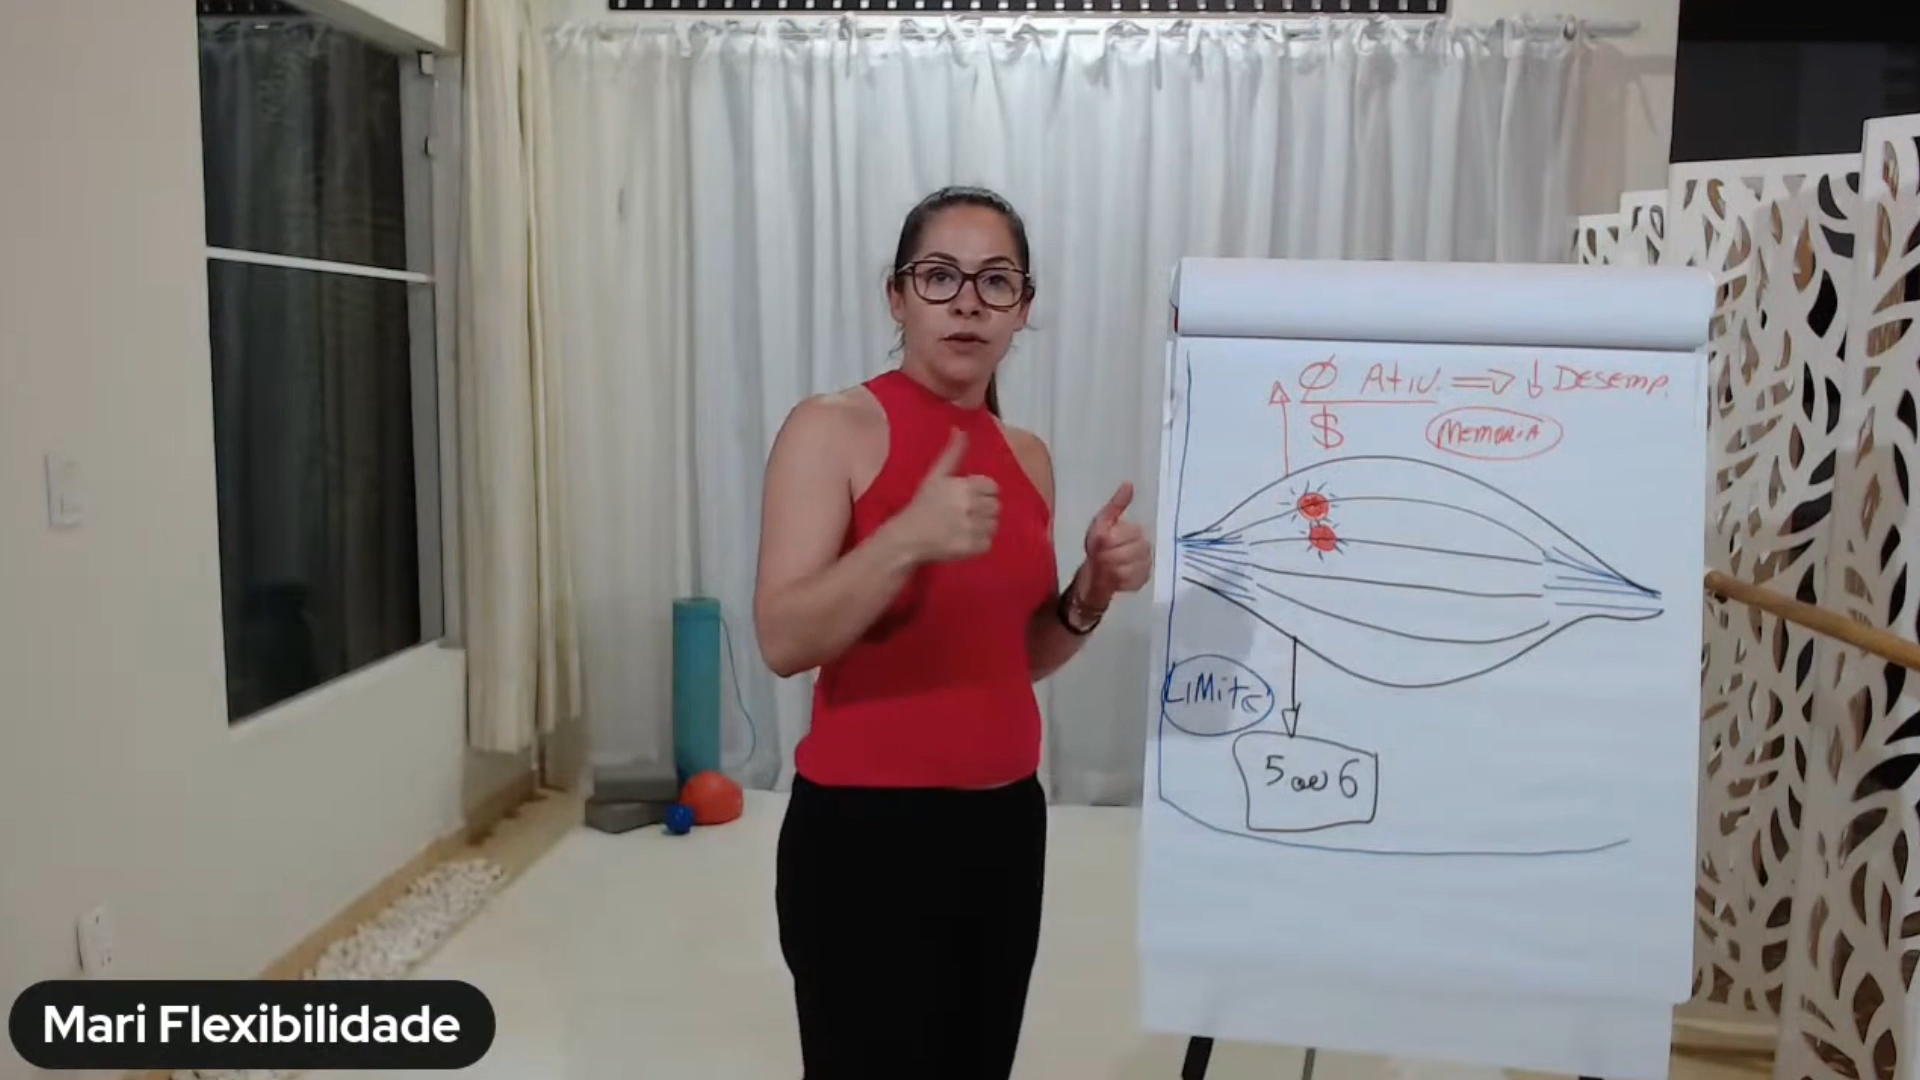 Ø Ativ. => ↓ DESEMP.
$ MEMORIA
LIMITE
5 ou 6
Mari Flexibilidade